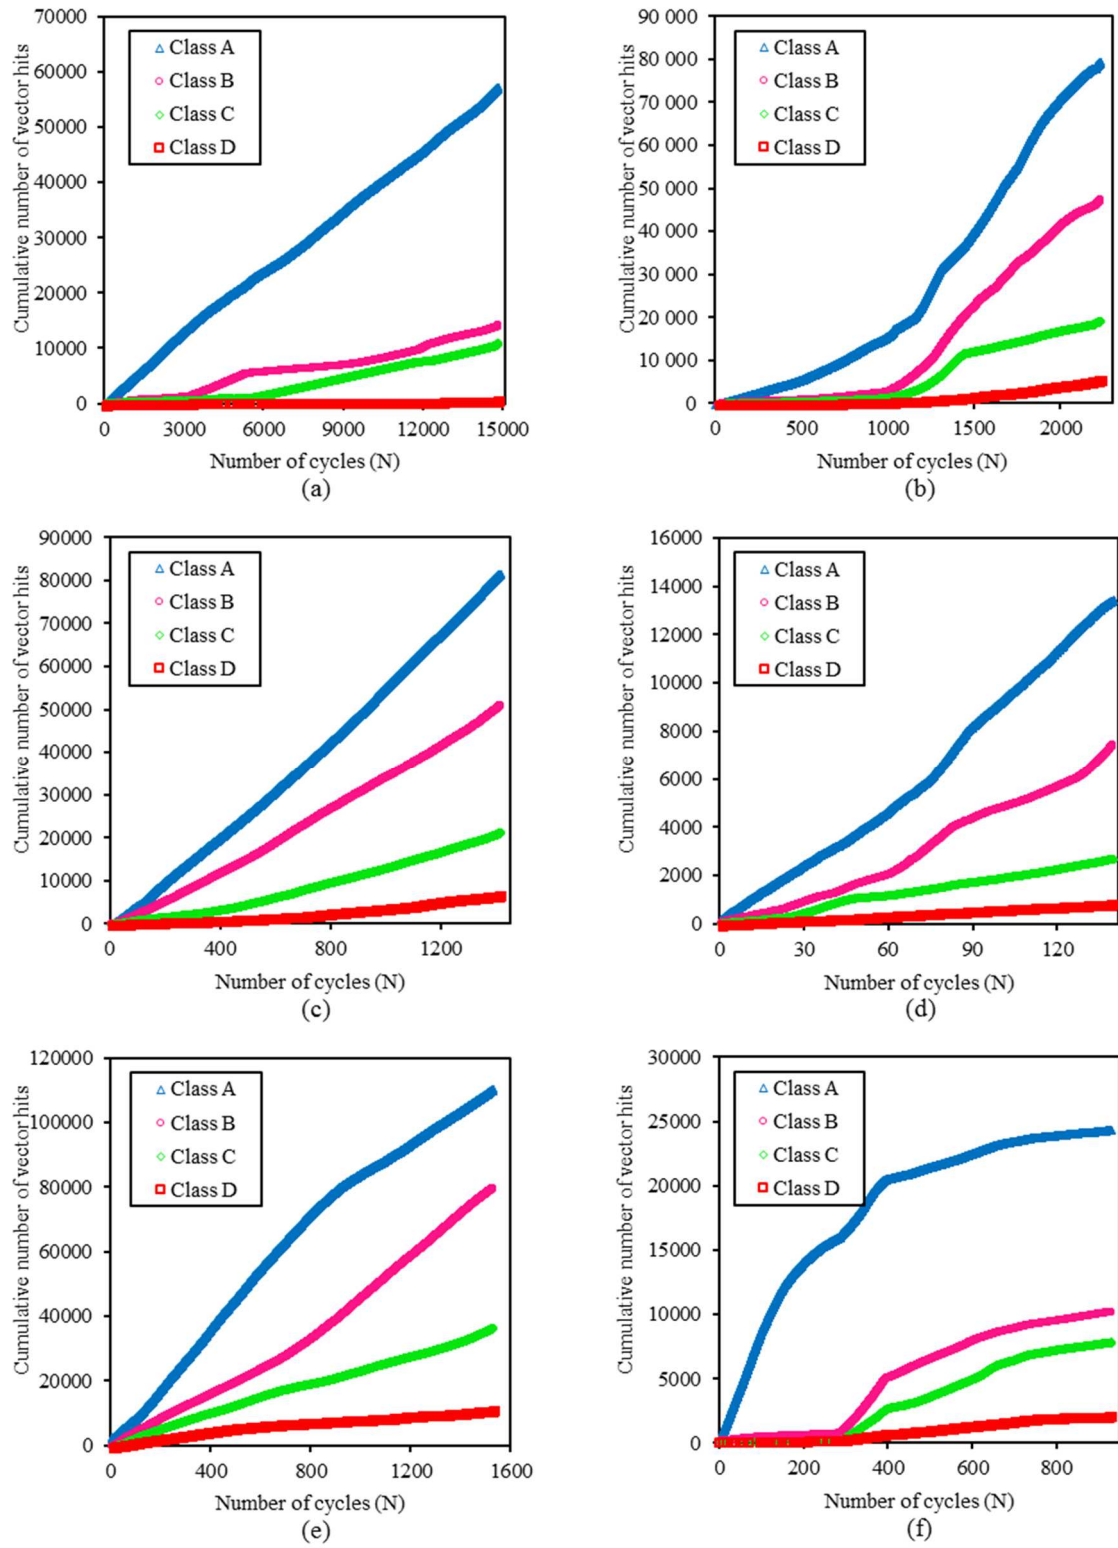 70000
60000
50000
40000
30000
20000
10000
0
Cumulative number of vector hits
Class A
Class B
Class C
Class D
0 3000 6000 9000 12000 15000
Number of cycles (N)
(a)
90 000
80 000
70 000
60 000
50 000
40 000
30 000
20 000
10 000
0
Cumulative number of vector hits
Class A
Class B
Class C
Class D
0 500 1000 1500 2000
Number of cycles (N)
(b)
90000
80000
70000
60000
50000
40000
30000
20000
10000
0
Cumulative number of vector hits
Class A
Class B
Class C
Class D
0 400 800 1200
Number of cycles (N)
(c)
16000
14000
12000
10000
8000
6000
4000
2000
0
Cumulative number of vector hits
Class A
Class B
Class C
Class D
0 30 60 90 120
Number of cycles (N)
(d)
120000
100000
80000
60000
40000
20000
0
Cumulative number of vector hits
Class A
Class B
Class C
Class D
0 400 800 1200 1600
Number of cycles (N)
(e)
30000
25000
20000
15000
10000
5000
0
Cumulative number of vector hits
Class A
Class B
Class C
Class D
0 200 400 600 800
Number of cycles (N)
(f)